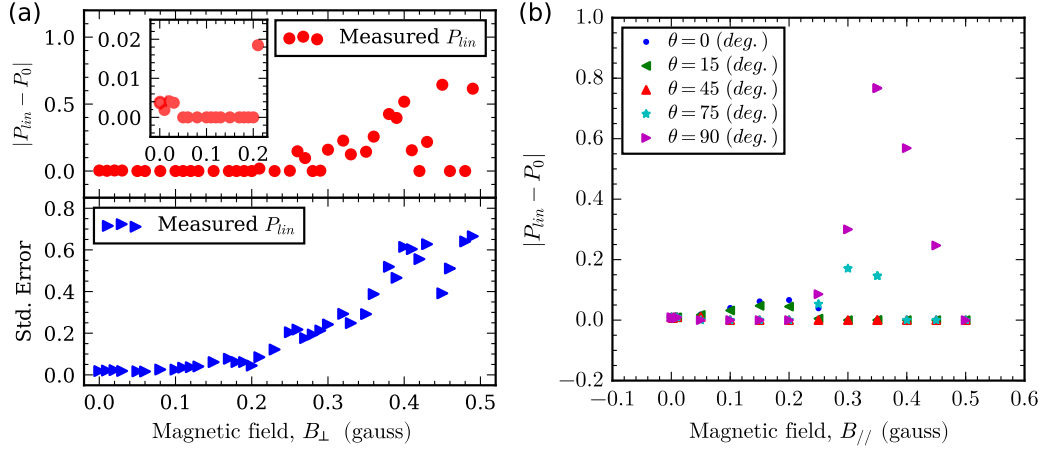 (a)
1.0
0.5
0.0
|P_lin − P_0|
0.02
0.01
0.00
0.0 0.1 0.2
Measured P_lin
0.8
0.6
0.4
0.2
0.0
Std. Error
Measured P_lin
0.0 0.1 0.2 0.3 0.4 0.5
Magnetic field, B_⊥ (gauss)
(b)
1.0
0.8
0.6
0.4
0.2
0.0
−0.2
|P_lin − P_0|
θ = 0 (deg.)
θ = 15 (deg.)
θ = 45 (deg.)
θ = 75 (deg.)
θ = 90 (deg.)
−0.1 0.0 0.1 0.2 0.3 0.4 0.5 0.6
Magnetic field, B_// (gauss)